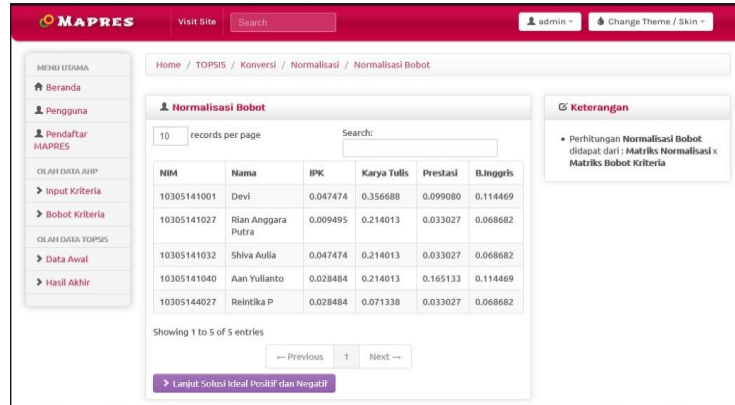 MAPRES Visit Site Search admin Change Theme / Skin
MENU UTAMA
Beranda
Pengguna
Pendaftar
MAPRES
OLAH DATA AHP
Input Kriteria
Bobot Kriteria
OLAH DATA TOPSIS
Data Awal
Hasil Akhir
Home / TOPSIS / Konversi / Normalisasi / Normalisasi Bobot
Normalisasi Bobot
10 records per page Search:
NIM Nama IPK Karya Tulis Prestasi B.Inggris
10305141001 Devi 0.047474 0.356688 0.099080 0.114469
10305141027 Rian Anggara 0.009495 0.214013 0.033027 0.068682
Putra
10305141032 Shiva Aulia 0.047474 0.214013 0.033027 0.068682
10305141040 Aan Yulianto 0.028484 0.214013 0.165133 0.114469
10305144027 Reintika P 0.028484 0.071338 0.033027 0.068682
Showing 1 to 5 of 5 entries
← Previous 1 Next →
Lanjut Solusi Ideal Positif dan Negatif
Keterangan
• Perhitungan Normalisasi Bobot
didapat dari : Matriks Normalisasi x
Matriks Bobot Kriteria